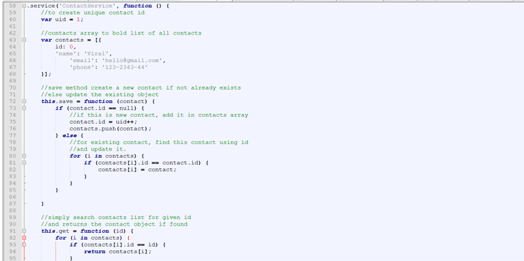 58 .service('ContactService', function () {
59 //to create unique contact id
60 var uid = 1;
61
62 //contacts array to hold list of all contacts
63 var contacts = [{
64 id: 0,
65 'name': 'Viral',
66 'email': 'hello@gmail.com',
67 'phone': '123-2343-44'
68 }];
69
70 //save method create a new contact if not already exists
71 //else update the existing object
72 this.save = function (contact) {
73 if (contact.id == null) {
74 //if this is new contact, add it in contacts array
75 contact.id = uid++;
76 contacts.push(contact);
77 } else {
78 //for existing contact, find this contact using id
79 //and update it.
80 for (i in contacts) {
81 if (contacts[i].id == contact.id) {
82 contacts[i] = contact;
83 }
84 }
85 }
86
87 }
88
89 //simply search contacts list for given id
90 //and returns the contact object if found
91 this.get = function (id) {
92 for (i in contacts) {
93 if (contacts[i].id == id) {
94 return contacts[i];
95 }